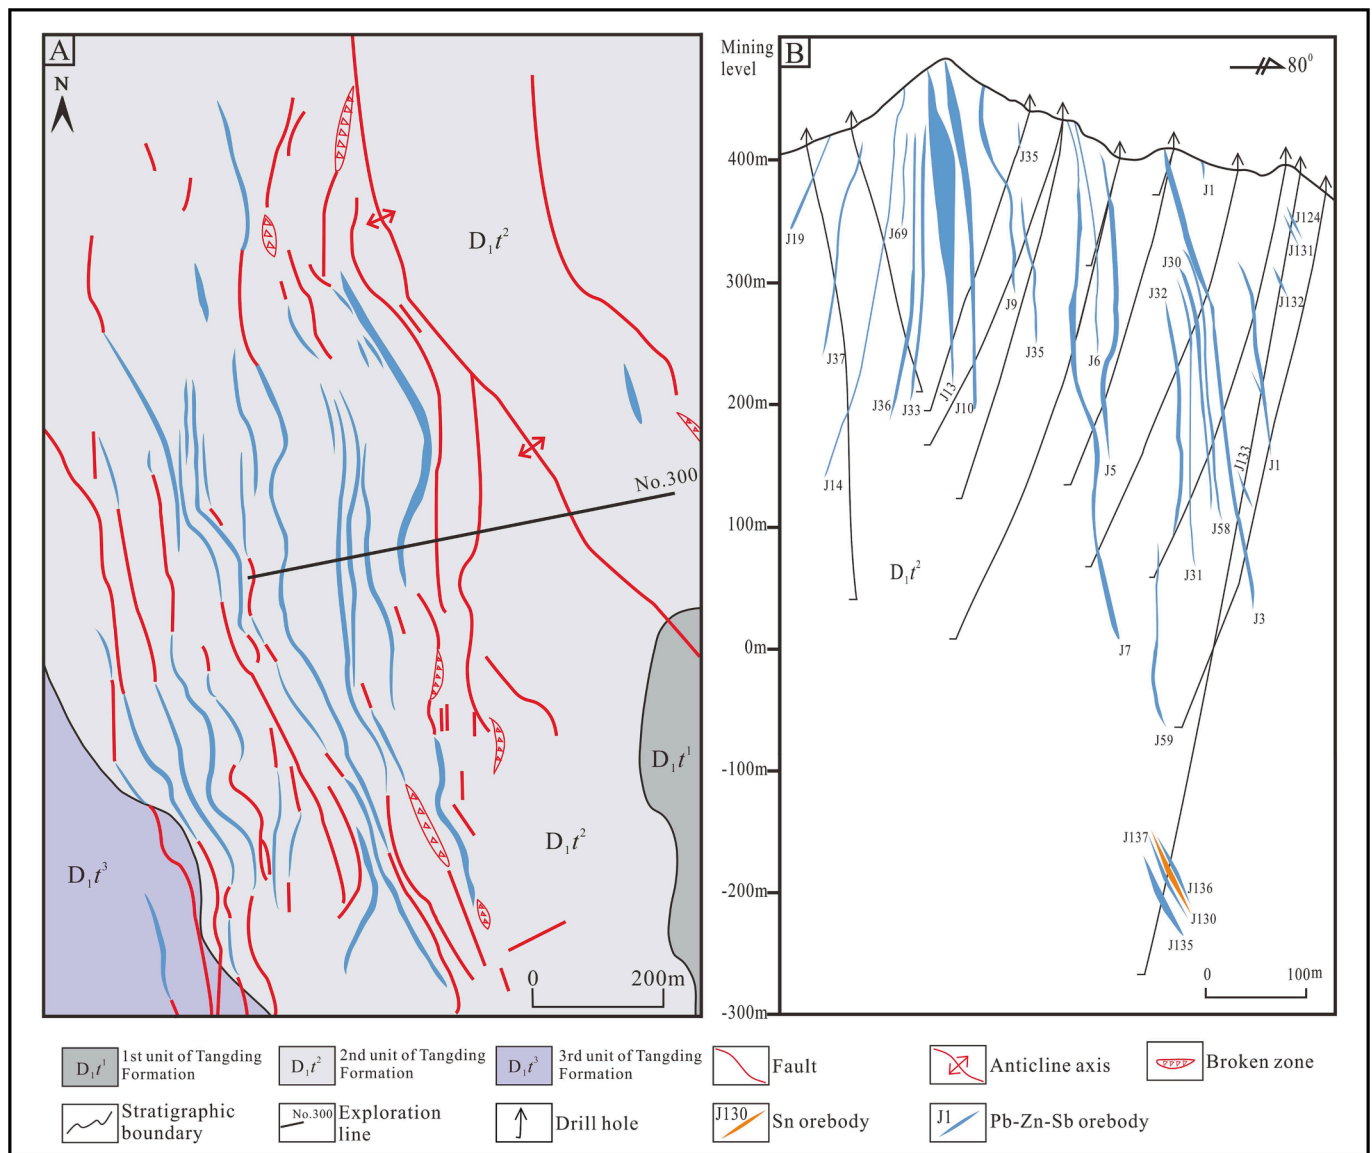 A
N
D₁t²
No.300
D₁t¹
D₁t²
D₁t³
0 200m
Mining
level
B
80⁰
400m
300m
200m
100m
0m
-100m
-200m
-300m
J35
J1
J19
J69
J124
J131
J30
J32
J132
J9
J37
J35
J6
J36
J33
J13
J10
J14
J5
J133
J1
J58
D₁t²
J31
J3
J7
J59
J137
J136
J130
J135
0 100m
D₁t¹ 1st unit of Tangding
Formation
D₁t² 2nd unit of Tangding
Formation
D₁t³ 3rd unit of Tangding
Formation
Fault
Anticline axis
Broken zone
Stratigraphic
boundary
No.300 Exploration
line
Drill hole
J130 Sn orebody
J1 Pb-Zn-Sb orebody